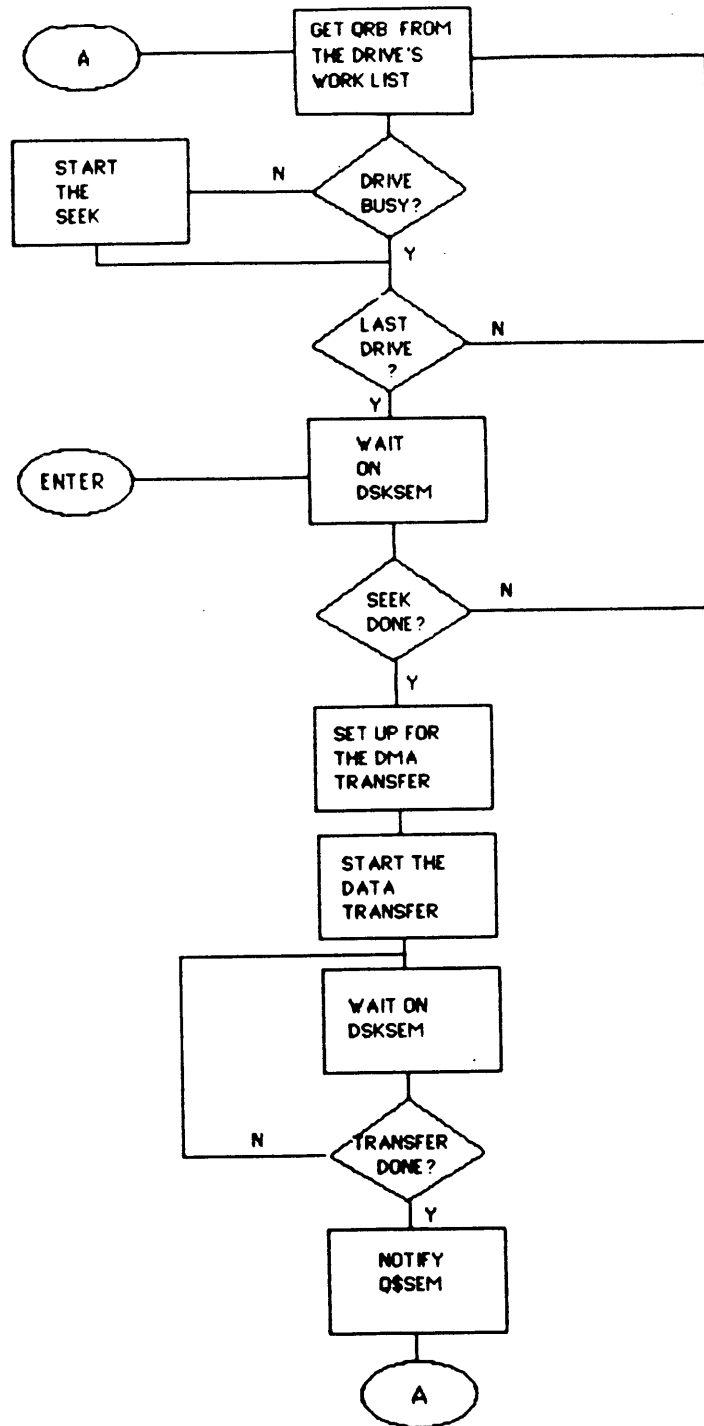 A
GET QRB FROM
THE DRIVE'S
WORK LIST
START
THE
SEEK
N
DRIVE
BUSY?
Y
LAST
DRIVE
?
N
Y
ENTER
WAIT
ON
DSKSEM
SEEK
DONE?
N
Y
SET UP FOR
THE DMA
TRANSFER
START THE
DATA
TRANSFER
WAIT ON
DSKSEM
N
TRANSFER
DONE?
Y
NOTIFY
Q$SEM
A